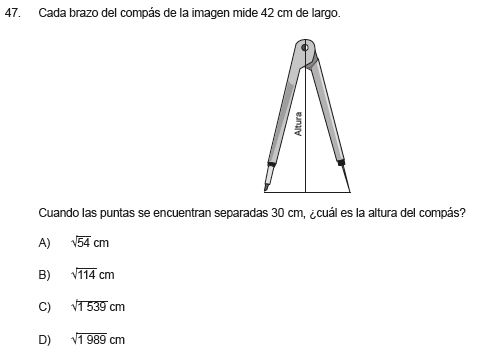 47. Cada brazo del compás de la imagen mide 42 cm de largo.
Altura
Cuando las puntas se encuentran separadas 30 cm, ¿cuál es la altura del compás?
A) √54 cm
B) √114 cm
C) √1 539 cm
D) √1 989 cm